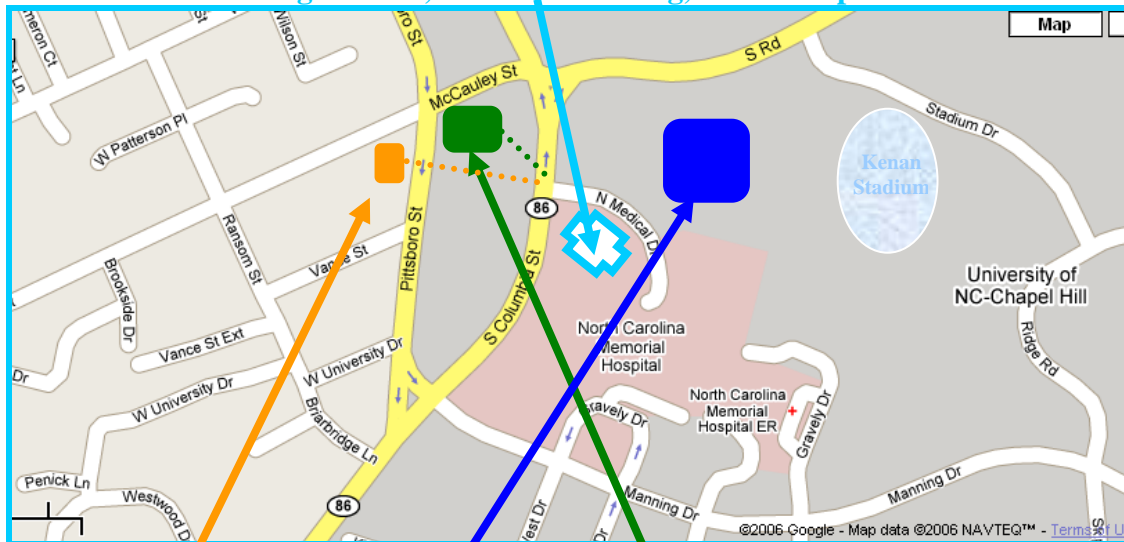 Map
S Rd
Wilson St
McCauley St
W Patterson Pl
Stadium Dr
Kenan
Stadium
86
N Medical Dr
Ransom St
Pittsboro St
Vance St
S Columbia St
Brookside Dr
University of
NC-Chapel Hill
North Carolina
Memorial
Hospital
Vance St Ext
W University Dr
Ridge Rd
Dr
W University Dr
North Carolina
Memorial
Hospital ER
Gravely Dr
Gravely Dr
Briarbridge Ln
Penick Ln
Westwood
86
Manning Dr
Manning Dr
©2006 Google - Map data ©2006 NAVTEQ™ - Terms of U